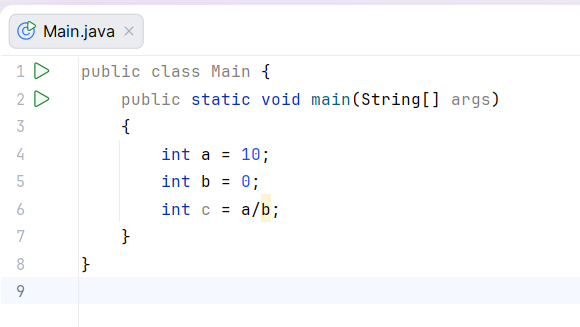 Main.java
1 public class Main {
2 public static void main(String[] args)
3 {
4 int a = 10;
5 int b = 0;
6 int c = a/b;
7 }
8 }
9